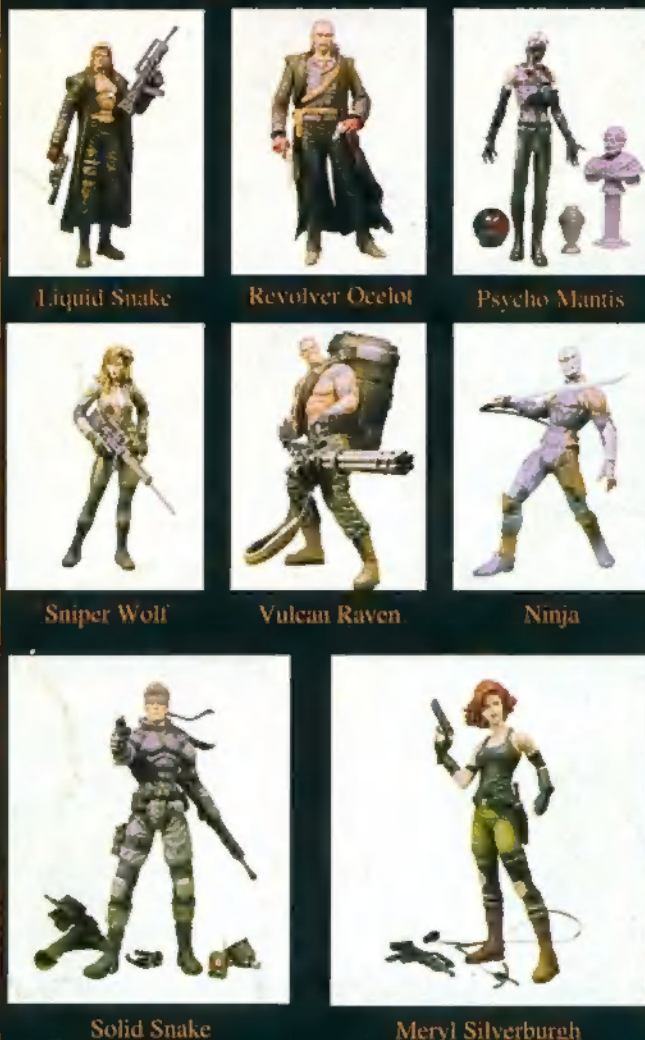 Liquid Snake
Revolver Ocelot
Psycho Mantis
Sniper Wolf
Vulcan Raven
Ninja
Solid Snake
Meryl Silverburgh